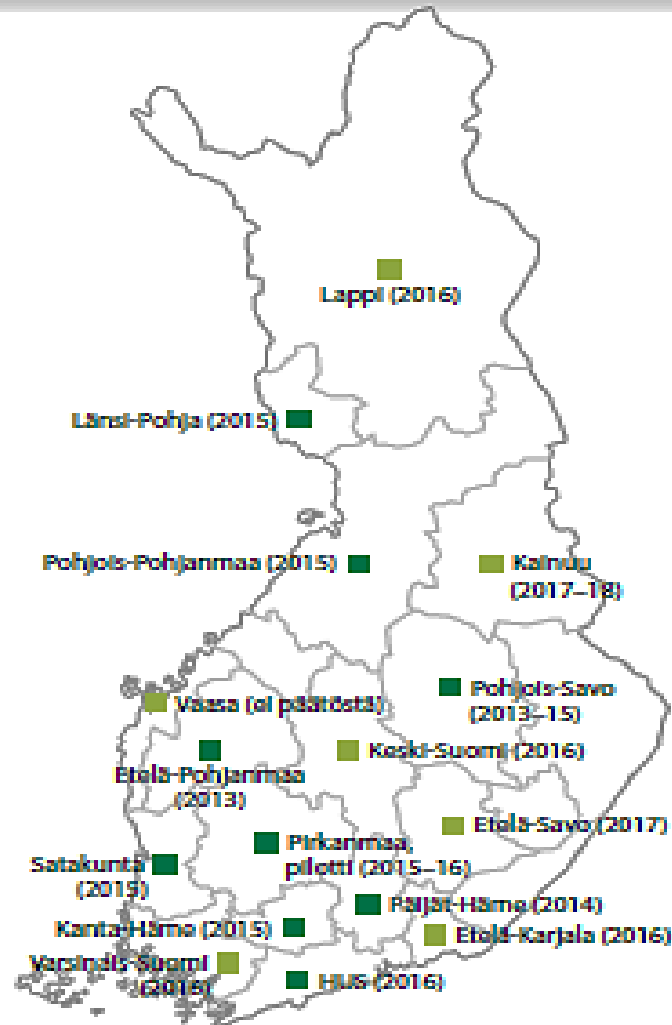 Lappi (2016)
Länsi-Pohja (2015)
Pohjois-Pohjanmaa (2015)
Kainuu
(2017–18)
Pohjois-Savo
(2013–15)
Vaasa (ei päätöstä)
Keski-Suomi (2016)
Etelä-Pohjanmaa
(2013)
Etelä-Savo (2017)
Pirkanmaa,
pilotti (2015–16)
Satakunta
(2015)
Päijät-Häme (2014)
Kanta-Häme (2015)
Etelä-Karjala (2016)
Varsinais-Suomi
(2016)
HUS (2016)